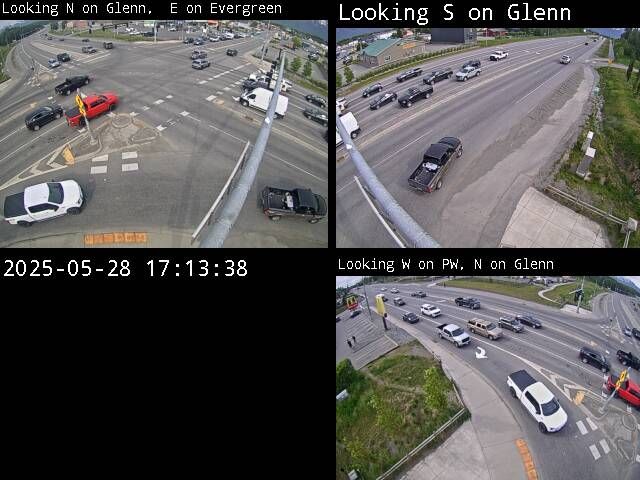 Looking N on Glenn,  E on Evergreen
Looking S on Glenn
2025-05-28 17:13:38
Looking W on PW, N on Glenn